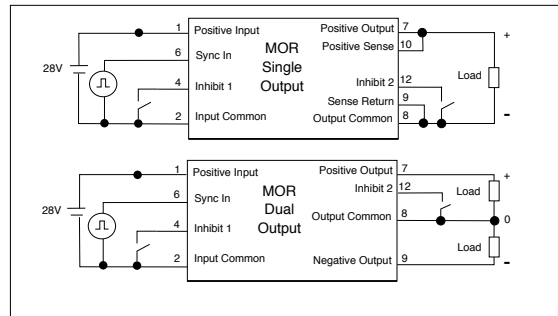 1 Positive Input
6 Sync In
28V
4 Inhibit 1
2 Input Common
MOR
Single
Output
Positive Output 7
Positive Sense 10
Inhibit 2 12
Sense Return 9
Output Common 8
+
Load
-
1 Positive Input
6 Sync In
28V
4 Inhibit 1
2 Input Common
MOR
Dual
Output
Positive Output 7
Inhibit 2 12
Output Common 8
Negative Output 9
+
Load
0
Load
-